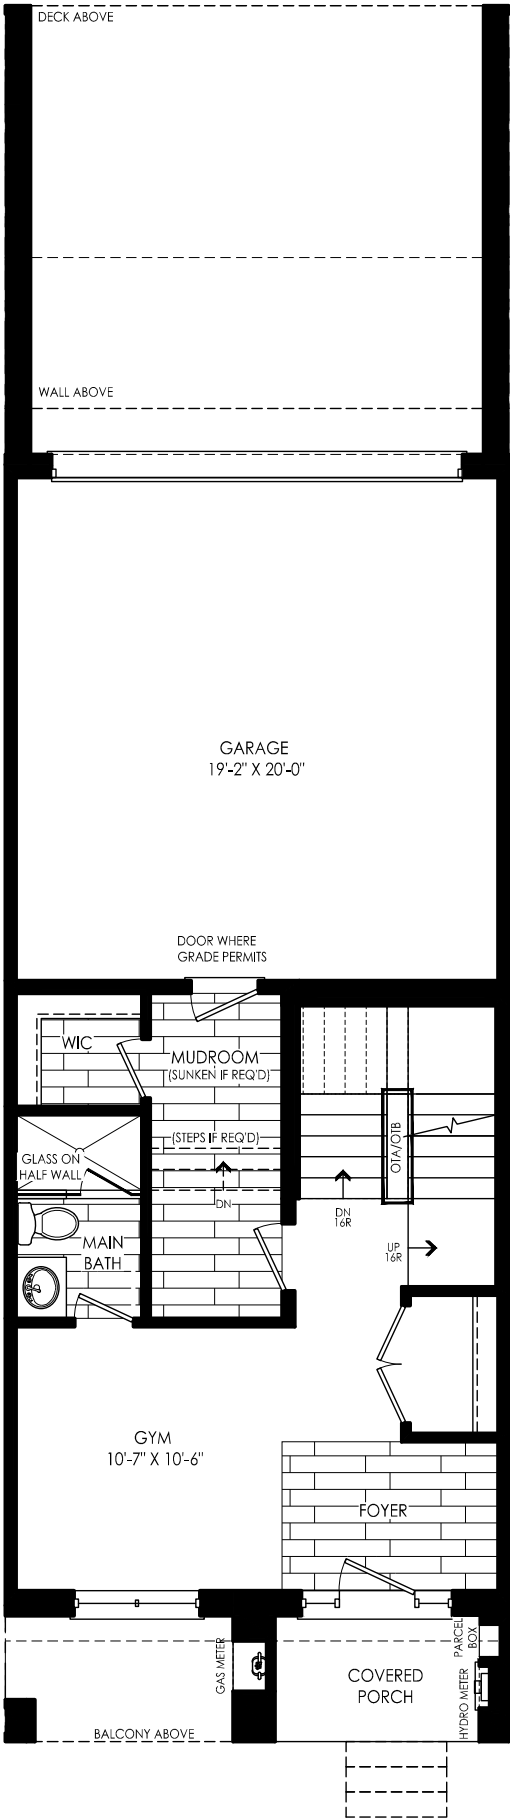 DECK ABOVE
WALL ABOVE
GARAGE
19'-2" X 20'-0"
DOOR WHERE
GRADE PERMITS
WIC
MUDROOM
(SUNKEN IF REQ'D)
(STEPS IF REQ'D)
DN
GLASS ON
HALF WALL
MAIN
BATH
OTA/OTB
DN
16R
UP
16R
GYM
10'-7" X 10'-6"
FOYER
GAS METER
COVERED
PORCH
PARCEL
BOX
HYDRO METER
BALCONY ABOVE